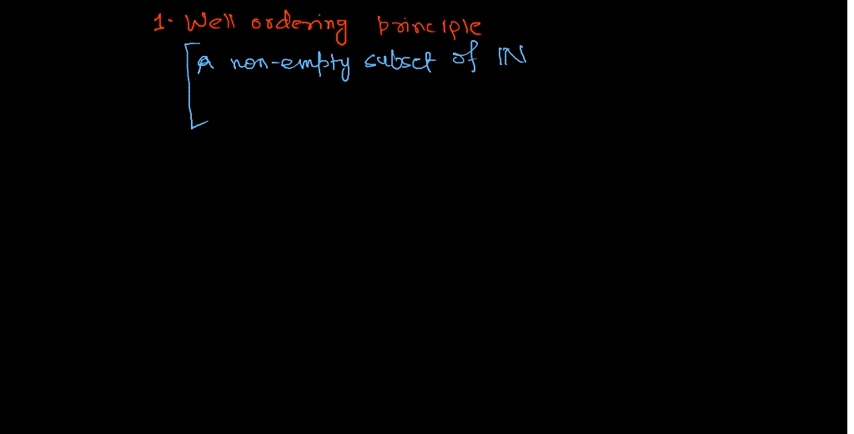 1. Well ordering principle
A non-empty subset of ℕ